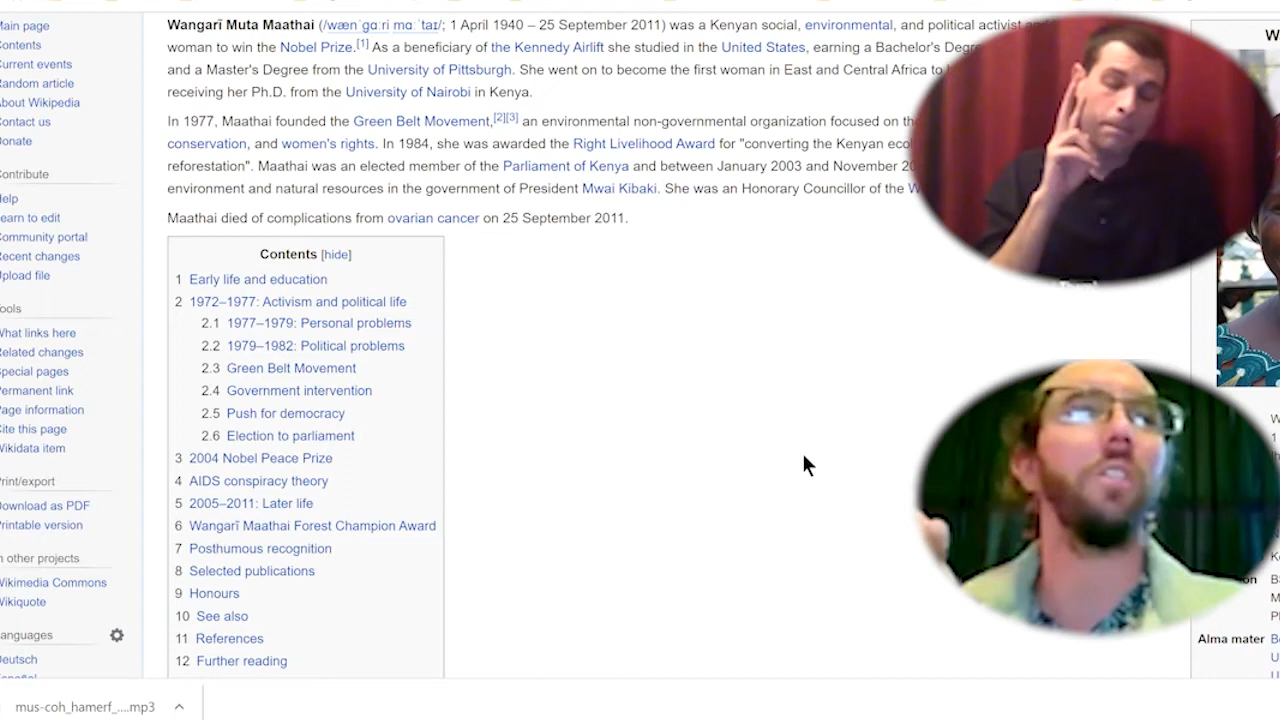 Main page
Contents
Current events
Random article
About Wikipedia
Contact us
Donate
Contribute
Help
Learn to edit
Community portal
Recent changes
Upload file
Tools
What links here
Related changes
Special pages
Permanent link
Page information
Cite this page
Wikidata item
Print/export
Download as PDF
Printable version
In other projects
Wikimedia Commons
Wikiquote
Languages
Deutsch
Español
Wangarĩ Muta Maathai (/wænˈɡɑːri mɑːˈtaɪ/; 1 April 1940 – 25 September 2011) was a Kenyan social, environmental, and political activist
woman to win the Nobel Prize.[1] As a beneficiary of the Kennedy Airlift she studied in the United States, earning a Bachelor's
and a Master's Degree from the University of Pittsburgh. She went on to become the first woman in East and Central Africa to
receiving her Ph.D. from the University of Nairobi in Kenya.
In 1977, Maathai founded the Green Belt Movement,[2][3] an environmental non-governmental organization focused on
conservation, and women's rights. In 1984, she was awarded the Right Livelihood Award for "converting the Kenyan
reforestation". Maathai was an elected member of the Parliament of Kenya and between January 2003 and November
environment and natural resources in the government of President Mwai Kibaki. She was an Honorary Councillor of the
Maathai died of complications from ovarian cancer on 25 September 2011.
Contents [hide]
1 Early life and education
2 1972–1977: Activism and political life
2.1 1977–1979: Personal problems
2.2 1979–1982: Political problems
2.3 Green Belt Movement
2.4 Government intervention
2.5 Push for democracy
2.6 Election to parliament
3 2004 Nobel Peace Prize
4 AIDS conspiracy theory
5 2005–2011: Later life
6 Wangarĩ Maathai Forest Champion Award
7 Posthumous recognition
8 Selected publications
9 Honours
10 See also
11 References
12 Further reading
Alma mater
mus-coh_hamerf_....mp3